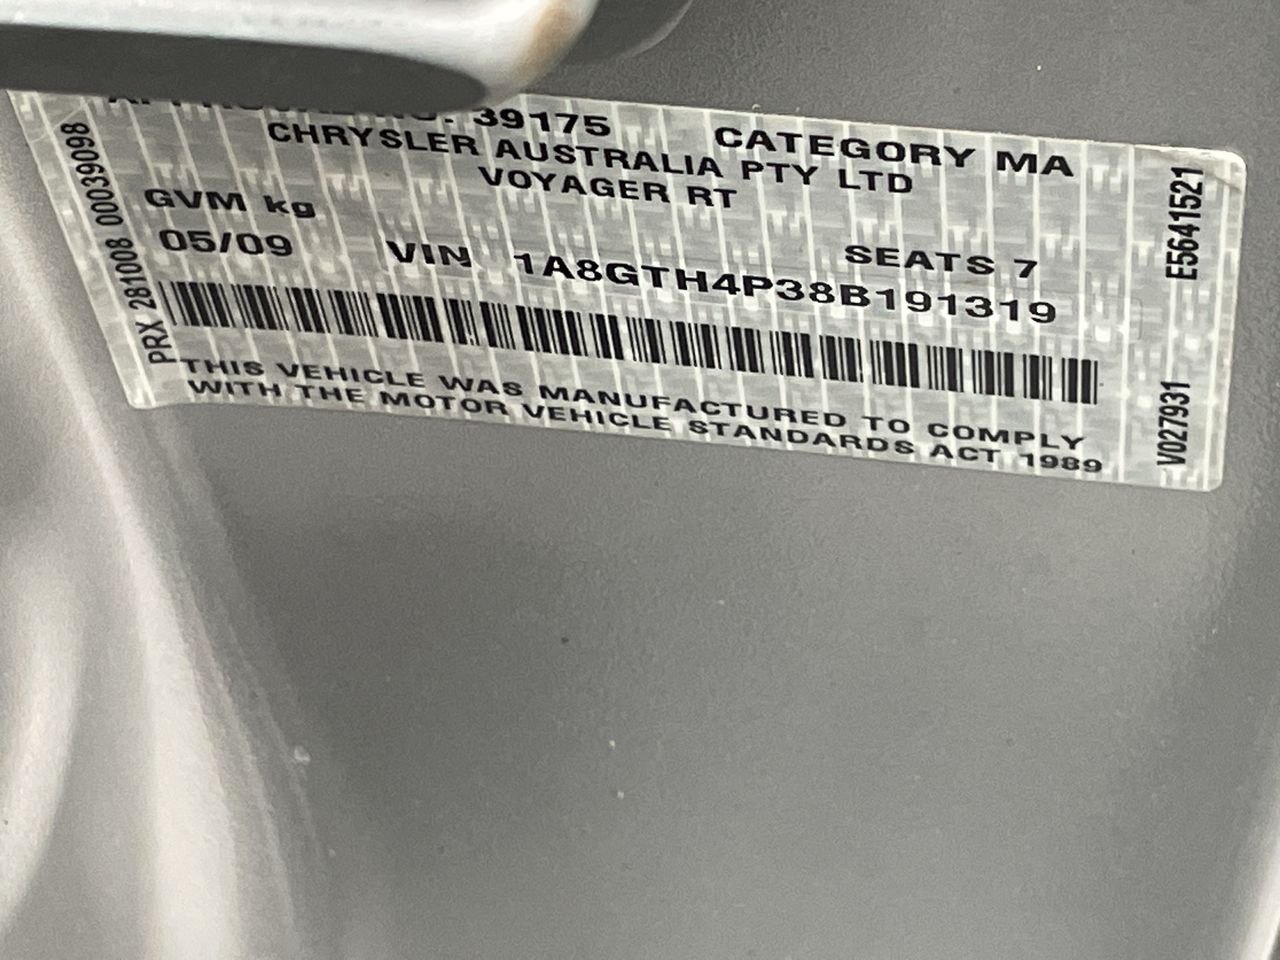 39175 CATEGORY MA
CHRYSLER AUSTRALIA PTY LTD
VOYAGER RT
GVM kg SEATS 7
05/09 VIN 1A8GTH4P38B191319
THIS VEHICLE WAS MANUFACTURED TO COMPLY
WITH THE MOTOR VEHICLE STANDARDS ACT 1989
PRX 281008 00039098
V027931 E5641521